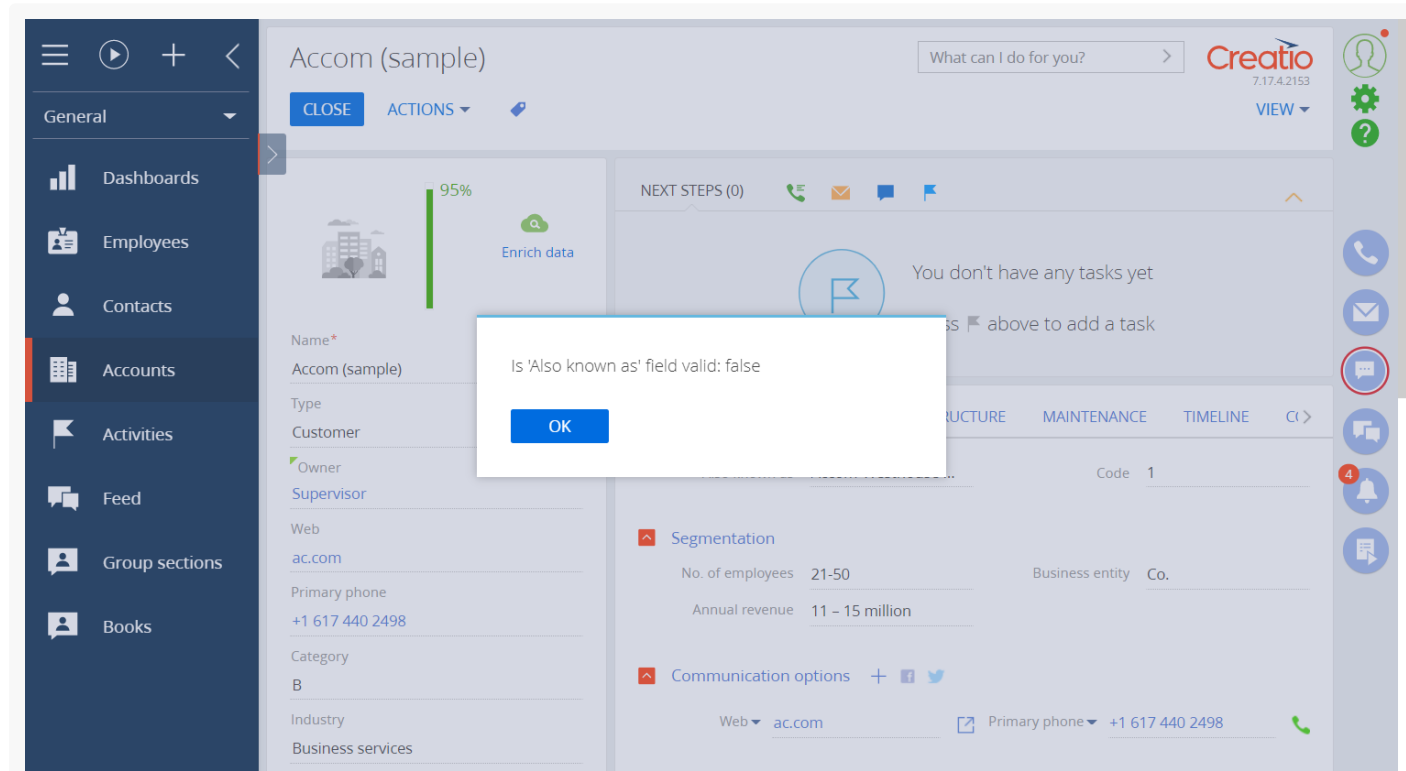 General
Dashboards
Employees
Contacts
Accounts
Activities
Feed
Group sections
Books
Accom (sample)
What can I do for you?
Creatio
7.17.4.2153
CLOSE
ACTIONS
VIEW
95%
Enrich data
Name*
Accom (sample)
Type
Customer
Owner
Supervisor
Web
ac.com
Primary phone
+1 617 440 2498
Category
B
Industry
Business services
NEXT STEPS (0)
You don't have any tasks yet
above to add a task
Is 'Also known as' field valid: false
OK
MAINTENANCE
TIMELINE
Code 1
Segmentation
No. of employees 21-50
Business entity Co.
Annual revenue 11 – 15 million
Communication options
Web ac.com
Primary phone +1 617 440 2498
4